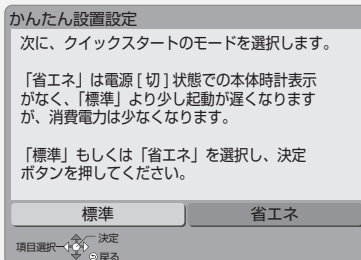 かんたん設置設定
次に、クイックスタートのモードを選択します。
「省エネ」は電源 [ 切 ] 状態での本体時計表示
がなく、「標準」より少し起動が遅くなります
が、消費電力は少なくなります。
「標準」もしくは「省エネ」を選択し、決定
ボタンを押してください。
標準
省エネ
項目選択
決定
戻る